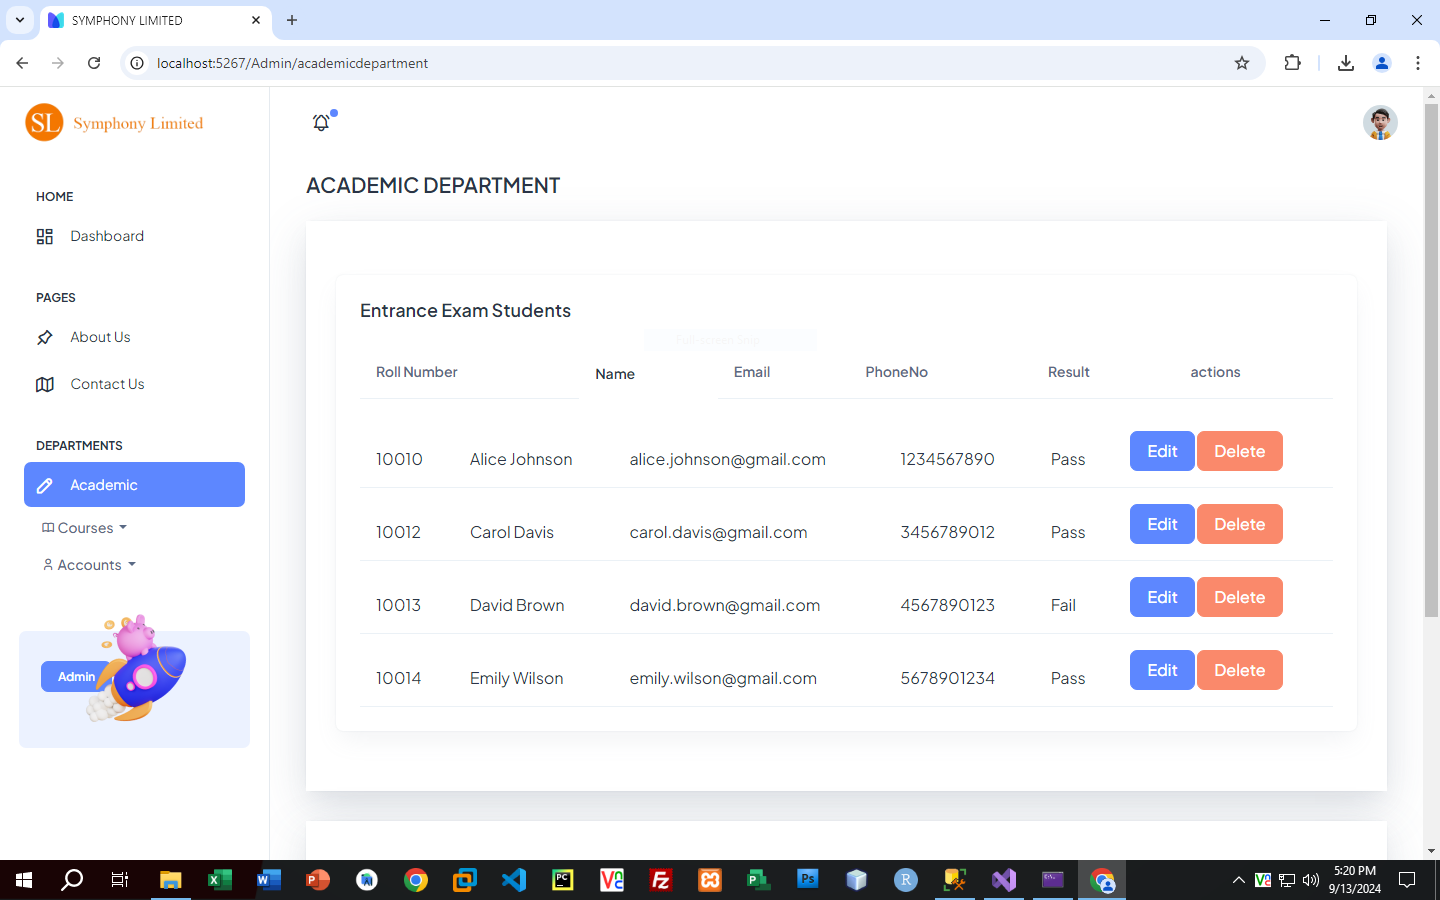 SYMPHONY LIMITED
localhost:5267/Admin/academicdepartment
SL Symphony Limited
HOME
Dashboard
PAGES
About Us
Contact Us
DEPARTMENTS
Academic
Courses
Accounts
Admin
ACADEMIC DEPARTMENT
Entrance Exam Students
Full-screen Snip
Roll Number Name Email PhoneNo Result actions
10010 Alice Johnson alice.johnson@gmail.com 1234567890 Pass Edit Delete
10012 Carol Davis carol.davis@gmail.com 3456789012 Pass Edit Delete
10013 David Brown david.brown@gmail.com 4567890123 Fail Edit Delete
10014 Emily Wilson emily.wilson@gmail.com 5678901234 Pass Edit Delete
5:20 PM
9/13/2024